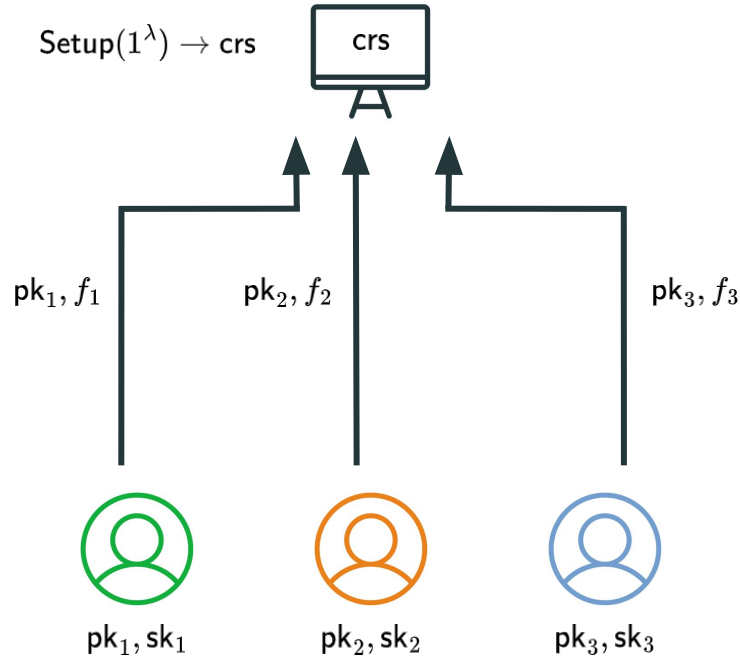 Setup(1^λ) → crs
crs
pk₁, f₁
pk₂, f₂
pk₃, f₃
pk₁, sk₁
pk₂, sk₂
pk₃, sk₃